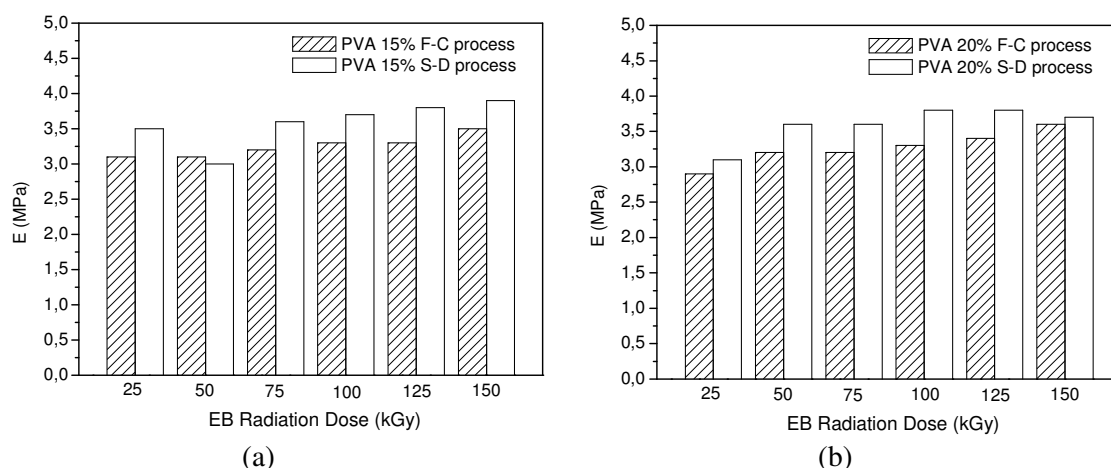 5,0
4,5
4,0
3,5
3,0
2,5
2,0
1,5
1,0
0,5
0,0
E (MPa)
PVA 15% F-C process
PVA 15% S-D process
25 50 75 100 125 150
EB Radiation Dose (kGy)
(a)
5,0
4,5
4,0
3,5
3,0
2,5
2,0
1,5
1,0
0,5
0,0
E (MPa)
PVA 20% F-C process
PVA 20% S-D process
25 50 75 100 125 150
EB Radiation Dose (kGy)
(b)